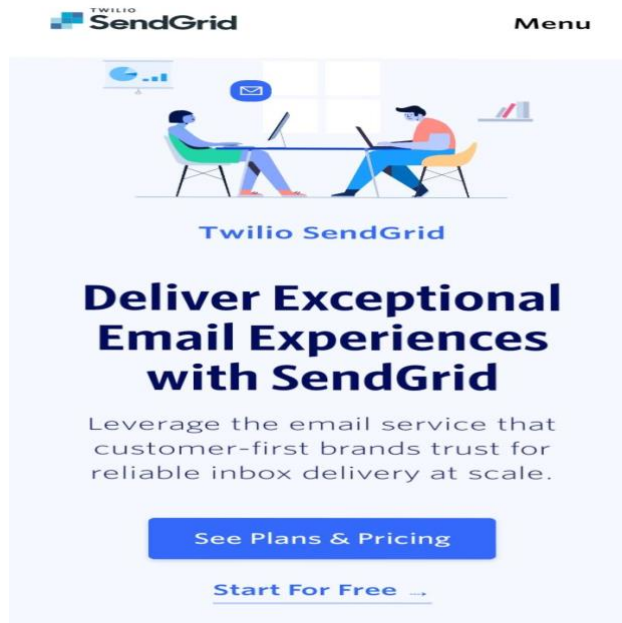 TWILIO
SendGrid
Menu
Twilio SendGrid
Deliver Exceptional
Email Experiences
with SendGrid
Leverage the email service that
customer-first brands trust for
reliable inbox delivery at scale.
See Plans & Pricing
Start For Free →